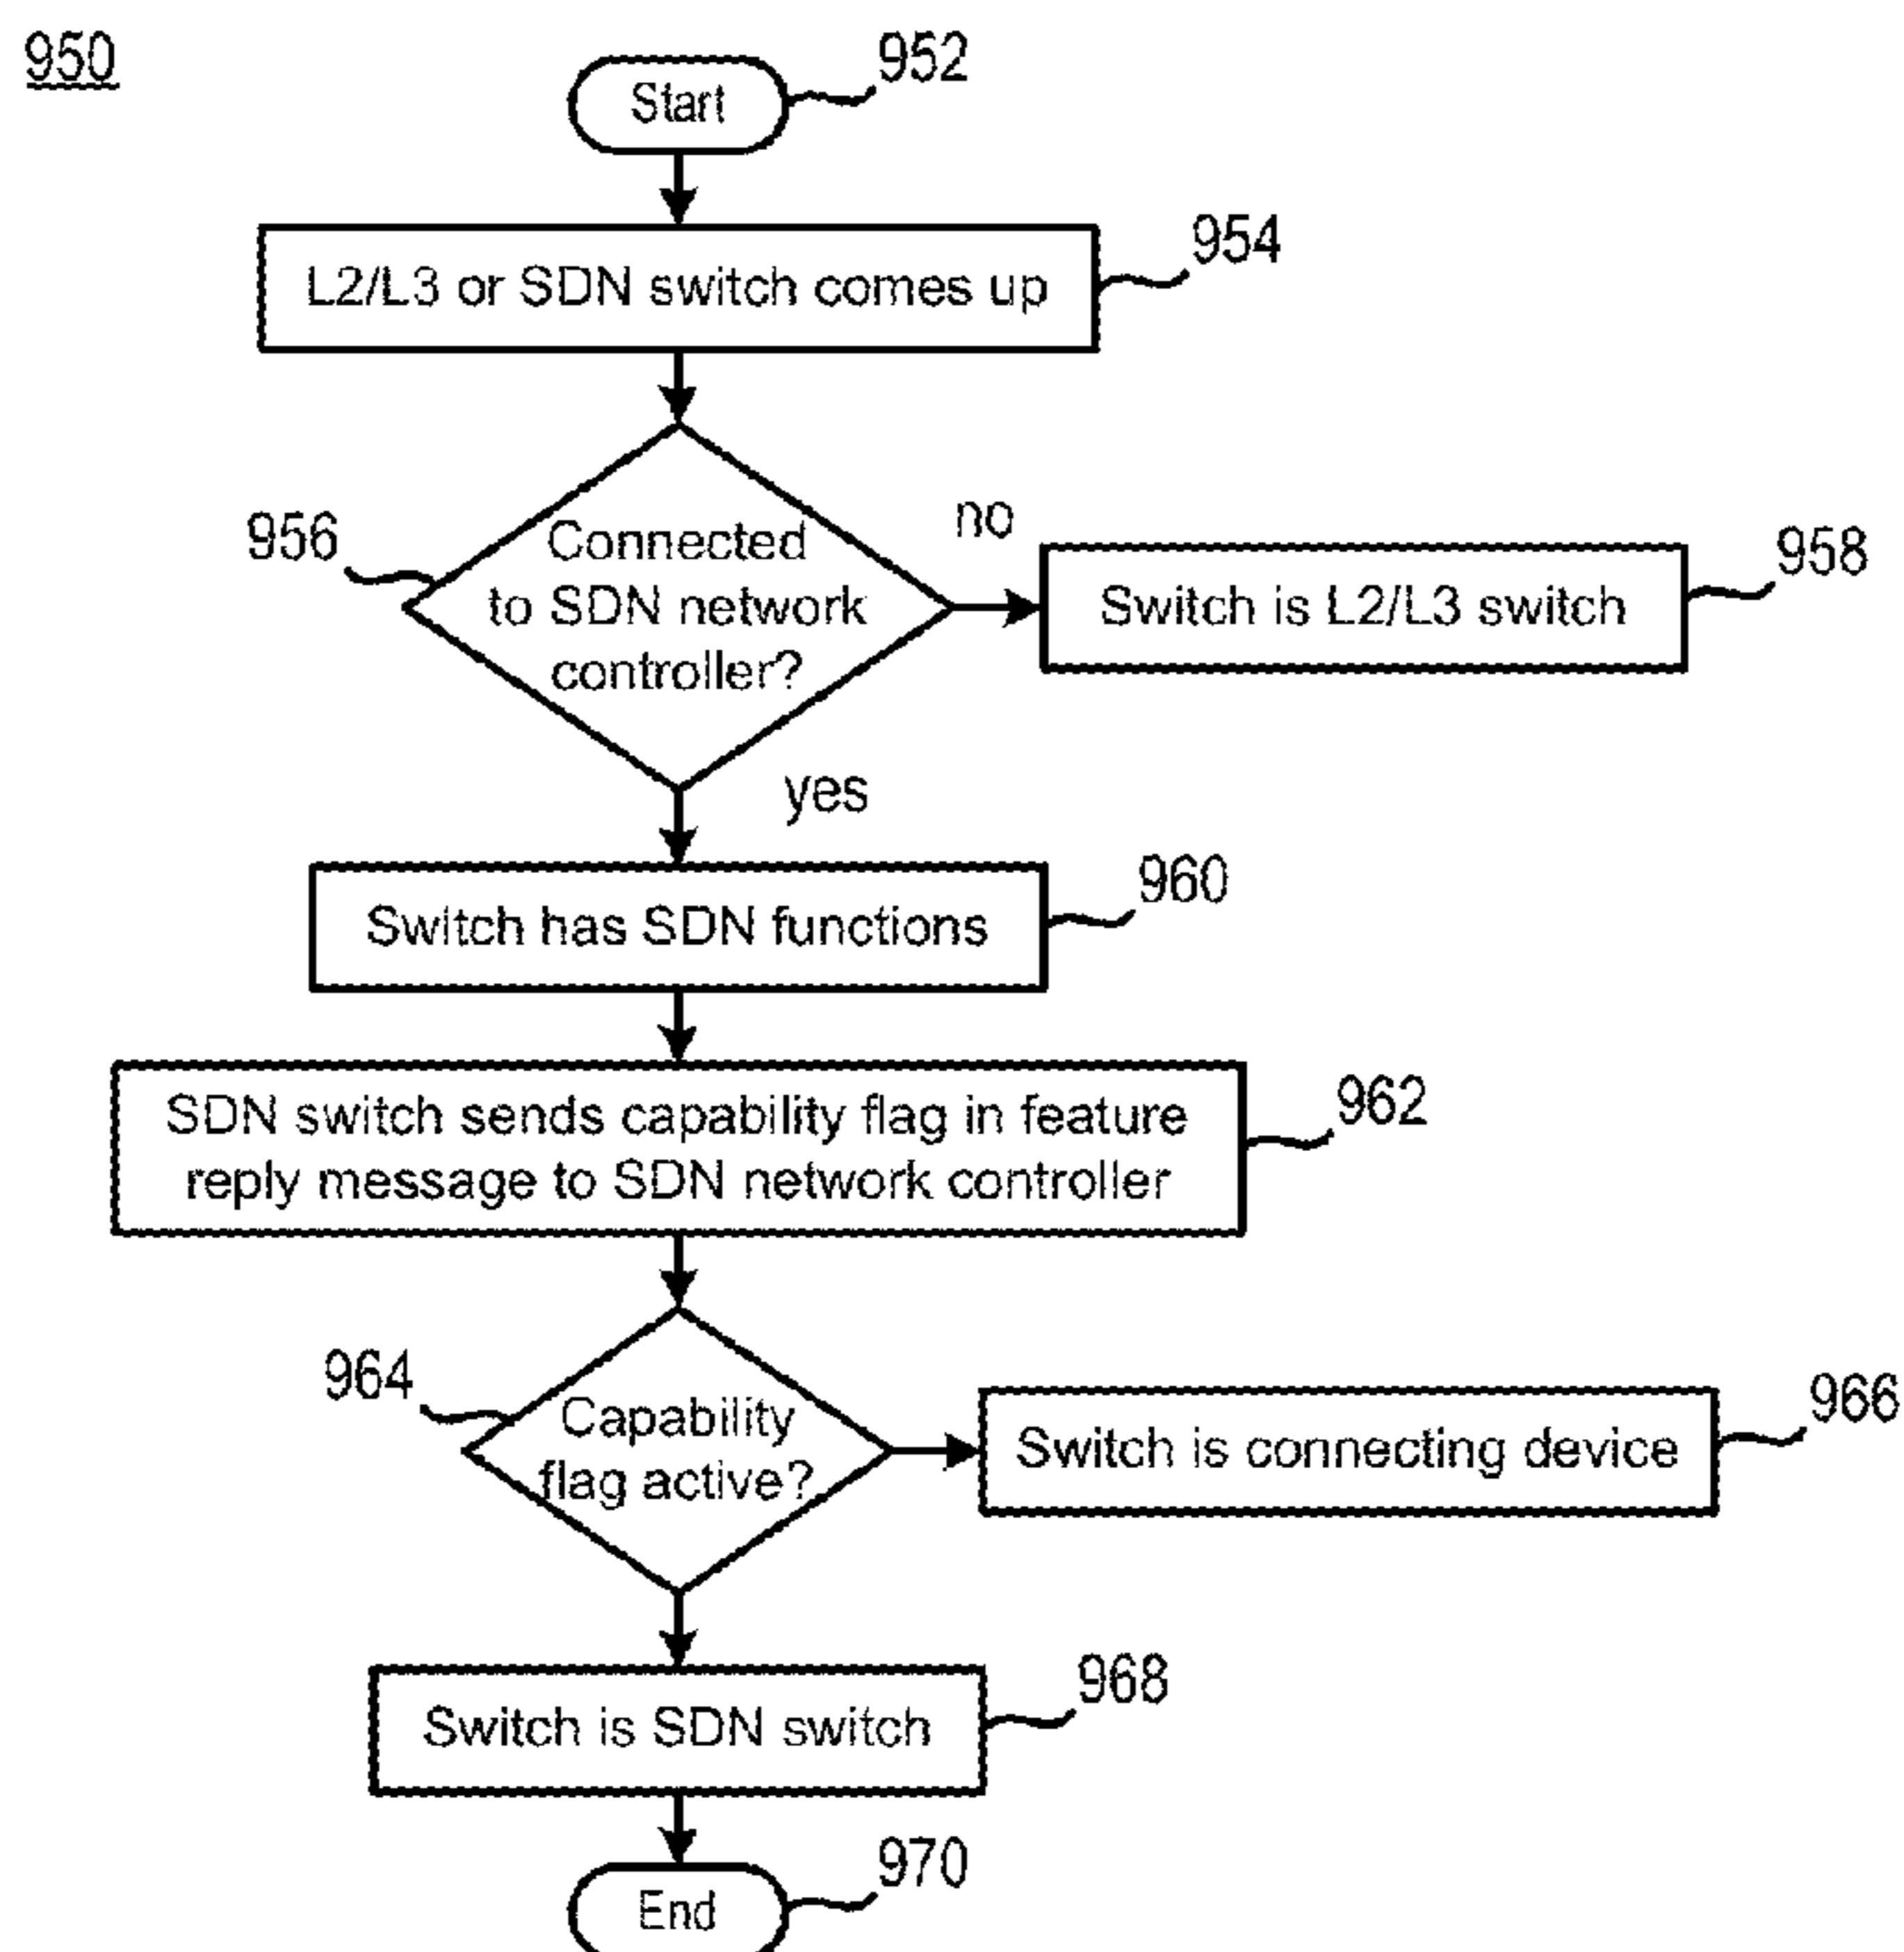 950
952
Start
954
L2/L3 or SDN switch comes up
956
Connected
to SDN network
controller?
no
958
Switch is L2/L3 switch
yes
960
Switch has SDN functions
962
SDN switch sends capability flag in feature
reply message to SDN network controller
964
Capability
flag active?
966
Switch is connecting device
968
Switch is SDN switch
970
End